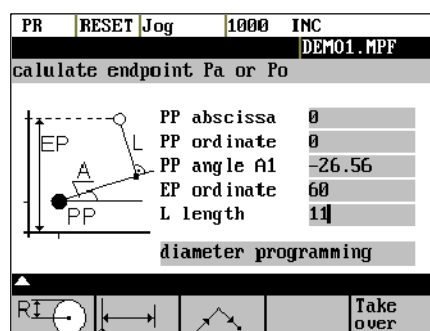 PR RESET Jog 1000 INC
DEMO1.MPF
calulate endpoint Pa or Po
PP abscissa 0
PP ordinate 0
PP angle A1 -26.56
EP ordinate 60
L length 11
EP
L
A
PP
diameter programming
R
Take
over